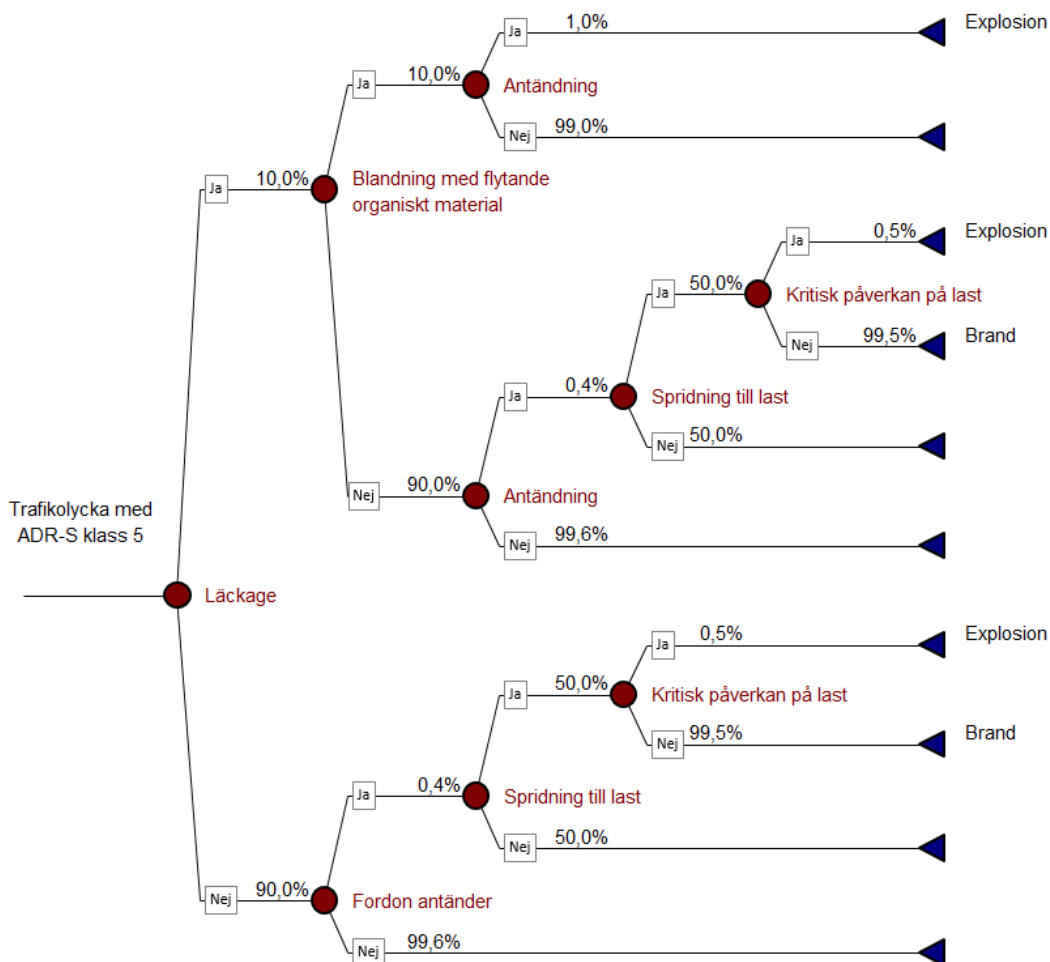 Ja
1,0%
Explosion
Ja
10,0%
Antändning
Nej
99,0%
Ja
10,0%
Blandning med flytande
organiskt material
Ja
0,5%
Explosion
Ja
50,0%
Kritisk påverkan på last
Nej
99,5%
Brand
Ja
0,4%
Spridning till last
Nej
50,0%
Nej
90,0%
Antändning
Nej
99,6%
Trafikolycka med
ADR-S klass 5
Läckage
Ja
0,5%
Explosion
Ja
50,0%
Kritisk påverkan på last
Nej
99,5%
Brand
Ja
0,4%
Spridning till last
Nej
50,0%
Nej
90,0%
Fordon antänder
Nej
99,6%